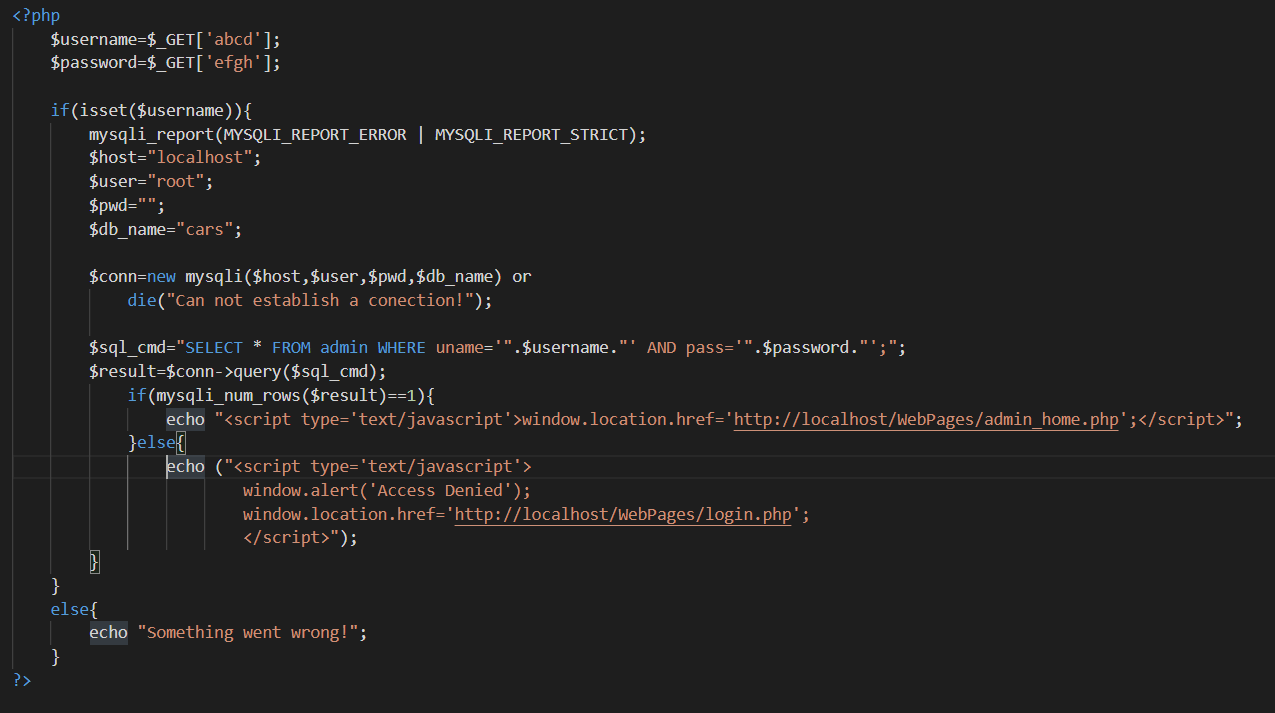 <?php
$username=$_GET['abcd'];
$password=$_GET['efgh'];
if(isset($username)){
mysqli_report(MYSQLI_REPORT_ERROR | MYSQLI_REPORT_STRICT);
$host="localhost";
$user="root";
$pwd="";
$db_name="cars";
$conn=new mysqli($host,$user,$pwd,$db_name) or
die("Can not establish a conection!");
$sql_cmd="SELECT * FROM admin WHERE uname='".$username."' AND pass='".$password."';";
$result=$conn->query($sql_cmd);
if(mysqli_num_rows($result)==1){
echo "<script type='text/javascript'>window.location.href='http://localhost/WebPages/admin_home.php';</script>";
}else{
echo ("<script type='text/javascript'>
window.alert('Access Denied');
window.location.href='http://localhost/WebPages/login.php';
</script>");
}
}
else{
echo "Something went wrong!";
}
?>